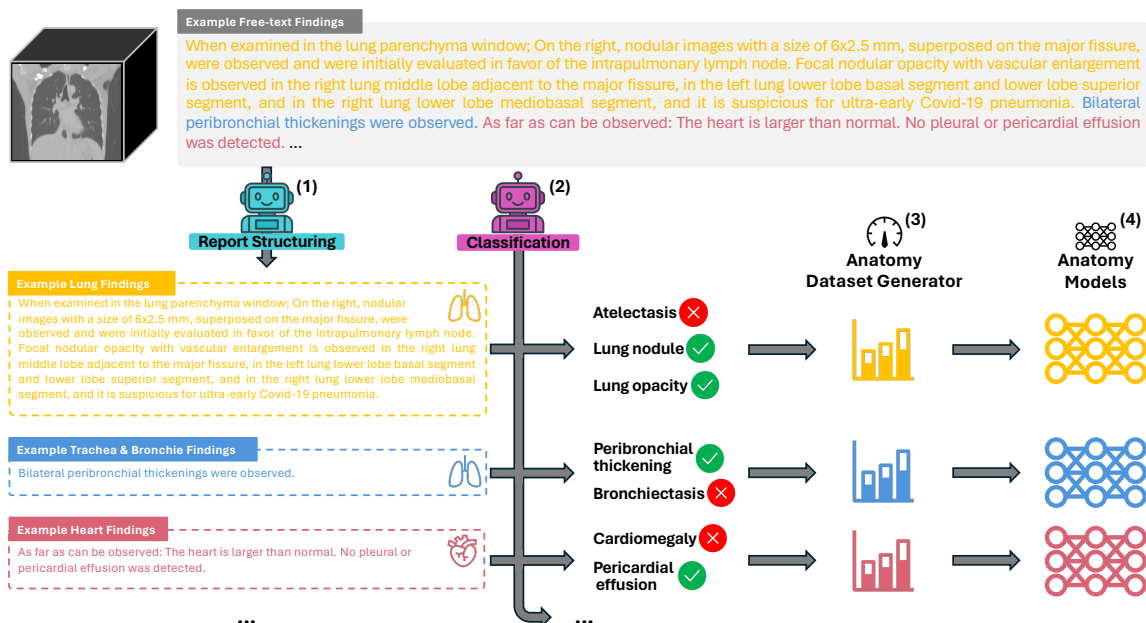 Example Free-text Findings
When examined in the lung parenchyma window; On the right, nodular images with a size of 6x2.5 mm, superposed on the major fissure,
were observed and were initially evaluated in favor of the intrapulmonary lymph node. Focal nodular opacity with vascular enlargement
is observed in the right lung middle lobe adjacent to the major fissure, in the left lung lower lobe basal segment and lower lobe superior
segment, and in the right lung lower lobe mediobasal segment, and it is suspicious for ultra-early Covid-19 pneumonia. Bilateral
peribronchial thickenings were observed. As far as can be observed: The heart is larger than normal. No pleural or pericardial effusion
was detected. ...
(1)
Report Structuring
(2)
Classification
(3)
Anatomy
Dataset Generator
(4)
Anatomy
Models
Example Lung Findings
When examined in the lung parenchyma window; On the right, nodular
images with a size of 6x2.5 mm, superposed on the major fissure, were
observed and were initially evaluated in favor of the intrapulmonary lymph node.
Focal nodular opacity with vascular enlargement is observed in the right lung
middle lobe adjacent to the major fissure, in the left lung lower lobe basal segment
and lower lobe superior segment, and in the right lung lower lobe mediobasal
segment, and it is suspicious for ultra-early Covid-19 pneumonia.
Atelectasis
Lung nodule
Lung opacity
Example Trachea & Bronchie Findings
Bilateral peribronchial thickenings were observed.
Peribronchial
thickening
Bronchiectasis
Example Heart Findings
As far as can be observed: The heart is larger than normal. No pleural or
pericardial effusion was detected.
Cardiomegaly
Pericardial
effusion
...
...